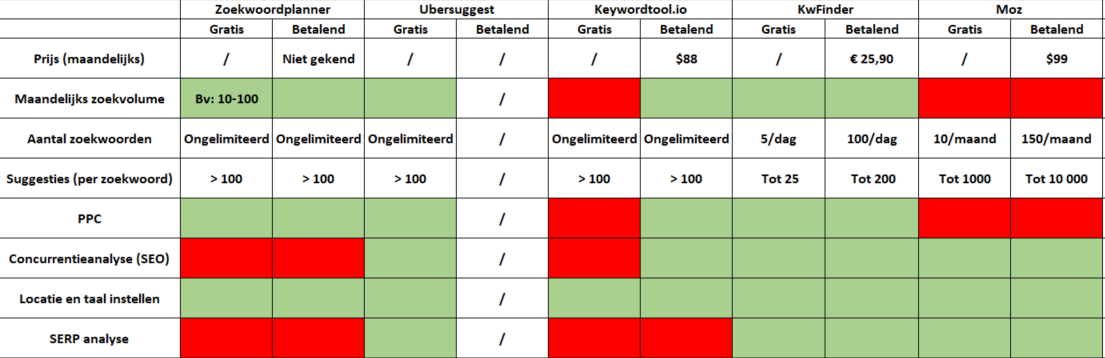 Zoekwoordplanner Ubersuggest Keywordtool.io KwFinder Moz
Gratis Betalend Gratis Betalend Gratis Betalend Gratis Betalend Gratis Betalend
Prijs (maandelijks) / Niet gekend / / / $88 / € 25,90 / $99
Maandelijks zoekvolume Bv: 10-100 /
Aantal zoekwoorden Ongelimiteerd Ongelimiteerd Ongelimiteerd / Ongelimiteerd Ongelimiteerd 5/dag 100/dag 10/maand 150/maand
Suggesties (per zoekwoord) > 100 > 100 > 100 / > 100 > 100 Tot 25 Tot 200 Tot 1000 Tot 10 000
PPC /
Concurrentieanalyse (SEO) /
Locatie en taal instellen /
SERP analyse /